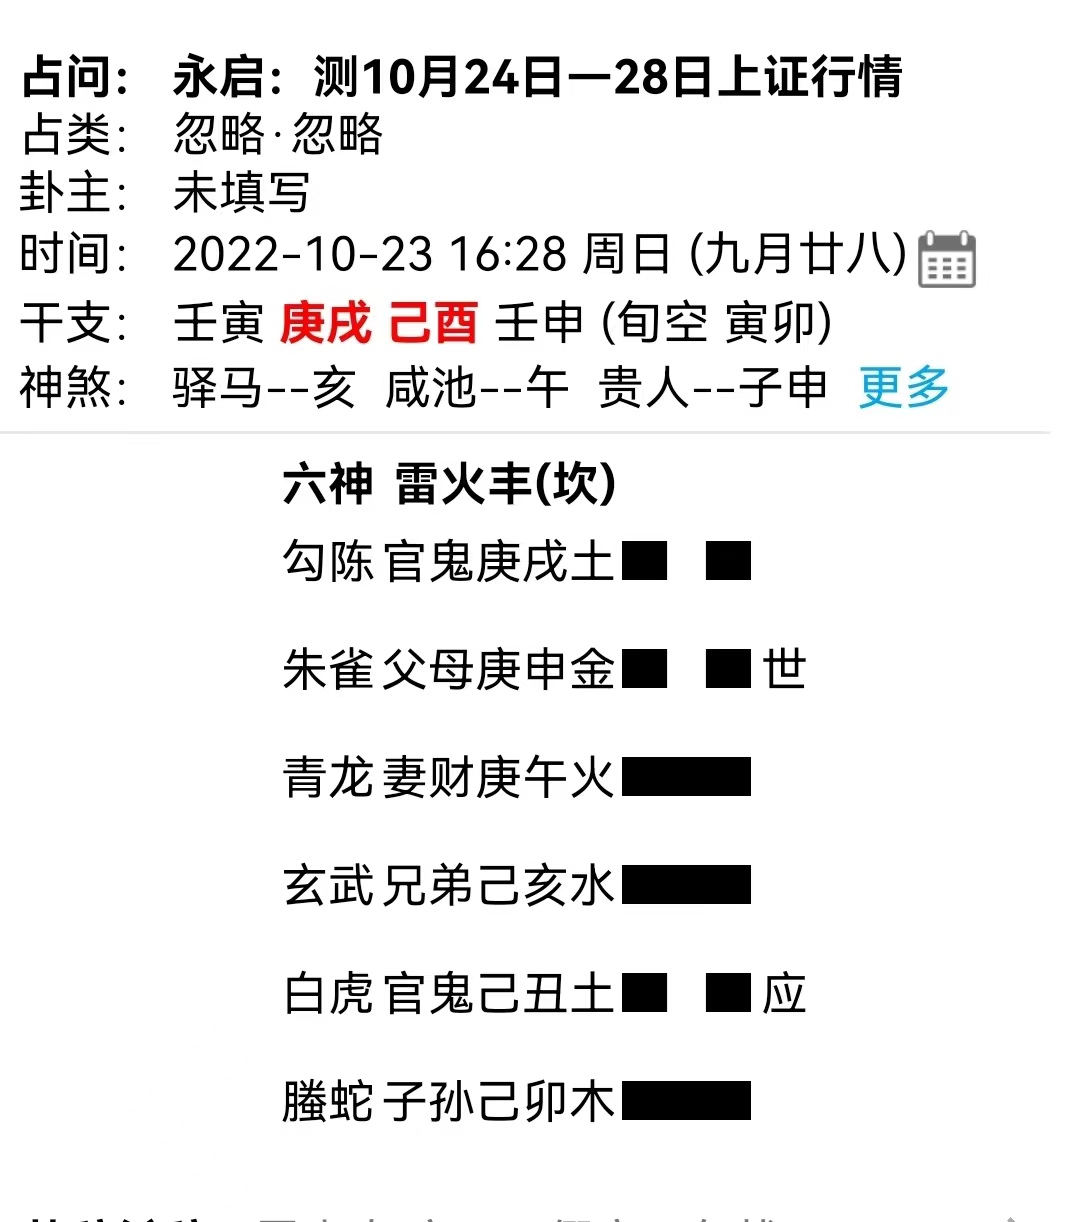 占问： 永启：测10月24日一28日上证行情
占类： 忽略·忽略
卦主： 未填写
时间： 2022-10-23 16:28 周日 (九月廿八)
干支： 壬寅 庚戌 己酉 壬申 (旬空 寅卯)
神煞： 驿马--亥 咸池--午 贵人--子申 更多
六神 雷火丰(坎)
勾陈 官鬼庚戌土
朱雀 父母庚申金 世
青龙 妻财庚午火
玄武 兄弟己亥水
白虎 官鬼己丑土 应
螣蛇 子孙己卯木